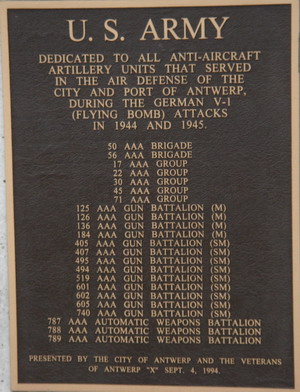 U. S. ARMY
DEDICATED TO ALL ANTI-AIRCRAFT
ARTILLERY UNITS THAT SERVED
IN THE AIR DEFENSE OF THE
CITY AND PORT OF ANTWERP,
DURING THE GERMAN V-1
(FLYING BOMB) ATTACKS
IN 1944 AND 1945.
50 AAA BRIGADE
56 AAA BRIGADE
17 AAA GROUP
22 AAA GROUP
30 AAA GROUP
45 AAA GROUP
71 AAA GROUP
125 AAA GUN BATTALION (M)
126 AAA GUN BATTALION (M)
136 AAA GUN BATTALION (M)
184 AAA GUN BATTALION (M)
405 AAA GUN BATTALION (SM)
407 AAA GUN BATTALION (SM)
495 AAA GUN BATTALION (SM)
494 AAA GUN BATTALION (SM)
519 AAA GUN BATTALION (SM)
601 AAA GUN BATTALION (SM)
602 AAA GUN BATTALION (SM)
605 AAA GUN BATTALION (SM)
740 AAA GUN BATTALION (SM)
787 AAA AUTOMATIC WEAPONS BATTALION
788 AAA AUTOMATIC WEAPONS BATTALION
789 AAA AUTOMATIC WEAPONS BATTALION
PRESENTED BY THE CITY OF ANTWERP AND THE VETERANS
OF ANTWERP "X" SEPT. 4, 1994.